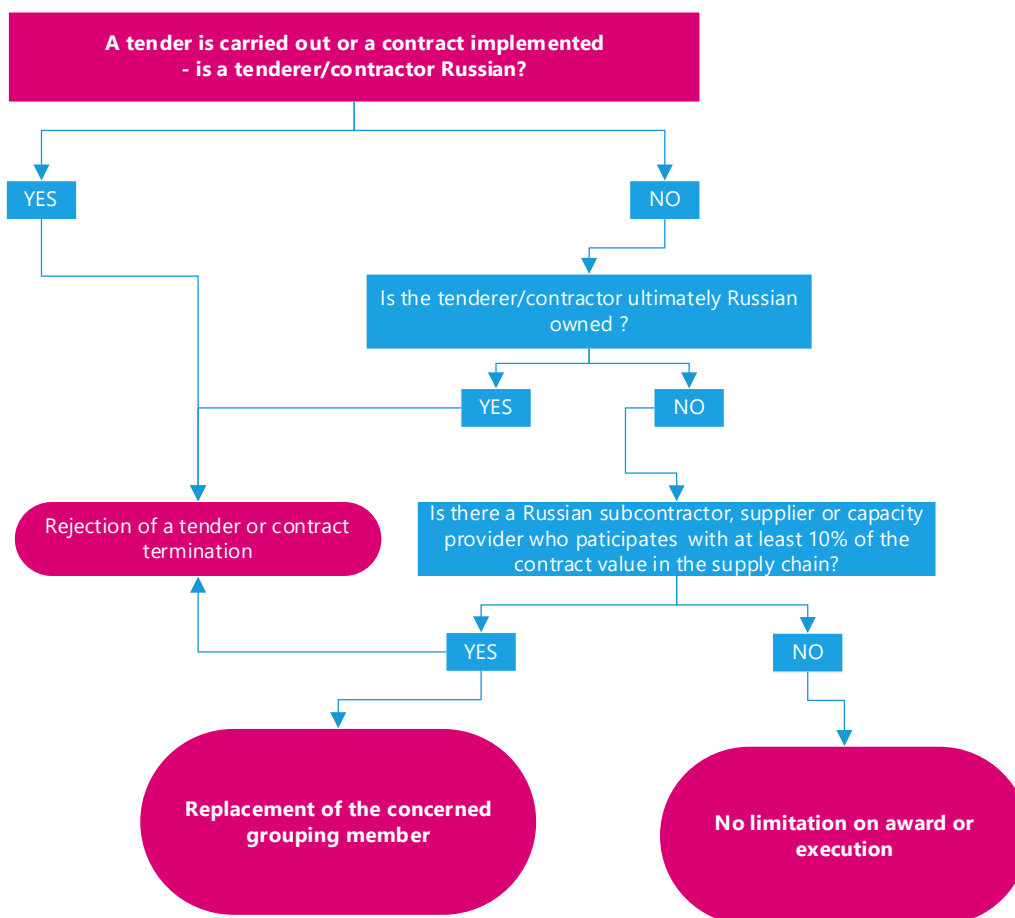 A tender is carried out or a contract implemented
- is a tenderer/contractor Russian?
YES
NO
Is the tenderer/contractor ultimately Russian
owned ?
YES
NO
Rejection of a tender or contract
termination
Is there a Russian subcontractor, supplier or capacity
provider who paticipates with at least 10% of the
contract value in the supply chain?
YES
NO
Replacement of the concerned
grouping member
No limitation on award or
execution